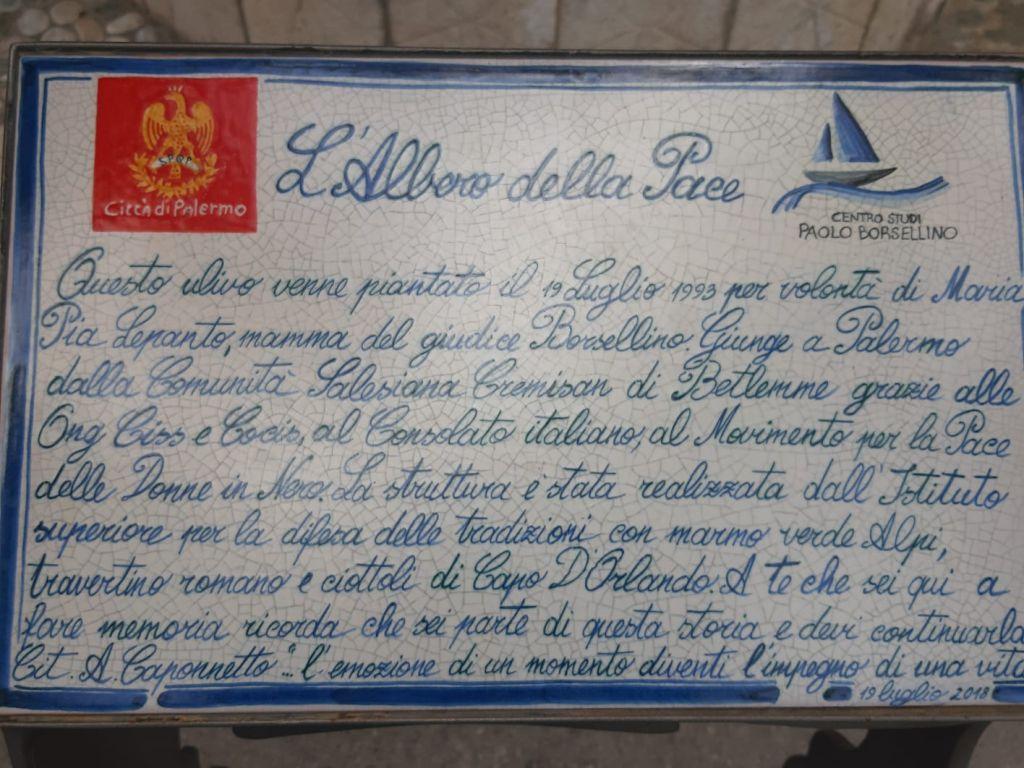 S.P.Q.P.
Città di Palermo
L'Albero della Pace
CENTRO STUDI
PAOLO BORSELLINO
Questo ulivo venne piantato il 19 Luglio 1993 per volontà di Maria
Pia Lepanto, mamma del giudice Borsellino. Giunge a Palermo
dalla Comunità Salesiana Cremisan di Betlemme grazie alle
Ong Ciss e Cocis, al Consolato italiano, al Movimento per la Pace
delle Donne in Nero. La struttura è stata realizzata dall'Istituto
superiore per la difesa delle tradizioni con marmo verde Alpi,
travertino romano e ciottoli di Capo D'Orlando. A te che sei qui a
fare memoria ricorda che sei parte di questa storia e devi continuarla
Cit. A. Caponnetto "..l'emozione di un momento diventi l'impegno di una vita
19 luglio 2018